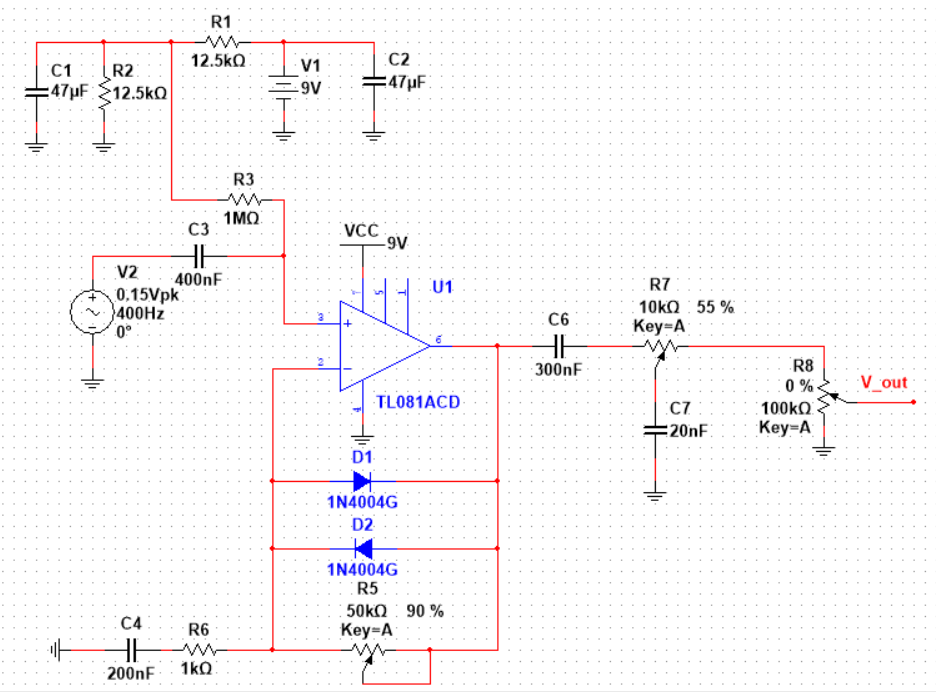 R1
12.5kΩ
C1
47µF
R2
12.5kΩ
V1
9V
C2
47µF
R3
1MΩ
C3
400nF
VCC
9V
V2
0.15Vpk
400Hz
0°
U1
7
5
1
3
2
6
4
TL081ACD
C6
300nF
R7
10kΩ 55 %
Key=A
R8
0 %
100kΩ
Key=A
V_out
C7
20nF
D1
1N4004G
D2
1N4004G
R5
50kΩ 90 %
Key=A
C4
200nF
R6
1kΩ